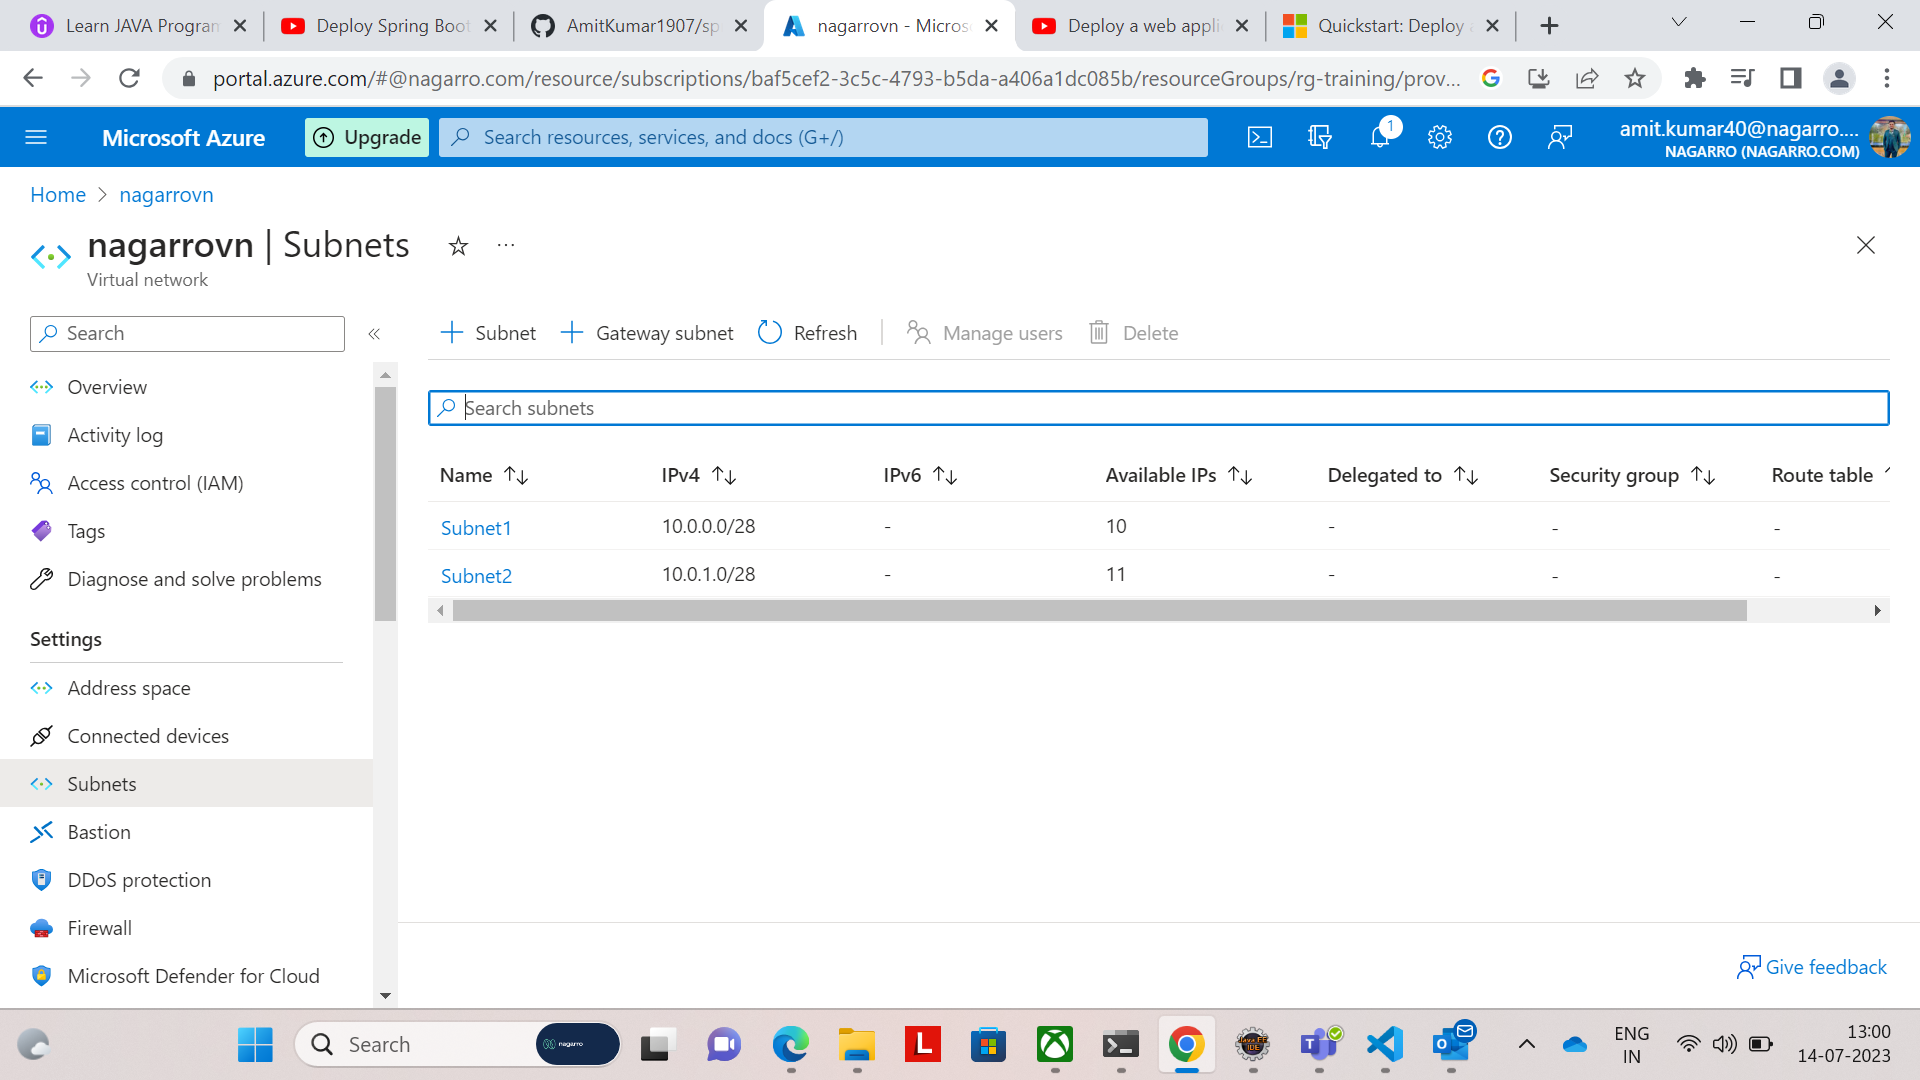 Learn JAVA Program
Deploy Spring Boot
AmitKumar1907/sp
nagarrovn - Micros
Deploy a web appli
Quickstart: Deploy
portal.azure.com/#@nagarro.com/resource/subscriptions/baf5cef2-3c5c-4793-b5da-a406a1dc085b/resourceGroups/rg-training/prov...
Microsoft Azure
Upgrade
Search resources, services, and docs (G+/)
1
amit.kumar40@nagarro....
NAGARRO (NAGARRO.COM)
Home > nagarrovn
nagarrovn | Subnets
Virtual network
Search
Subnet
Gateway subnet
Refresh
Manage users
Delete
Search subnets
Name IPv4 IPv6 Available IPs Delegated to Security group Route table
Subnet1 10.0.0.0/28 - 10 - - -
Subnet2 10.0.1.0/28 - 11 - - -
Overview
Activity log
Access control (IAM)
Tags
Diagnose and solve problems
Settings
Address space
Connected devices
Subnets
Bastion
DDoS protection
Firewall
Microsoft Defender for Cloud
Give feedback
Search
nagarro
ENG
IN
13:00
14-07-2023